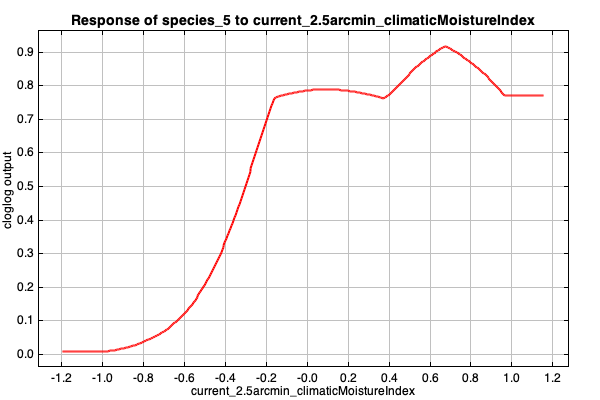 Response of species_5 to current_2.5arcmin_climaticMoistureIndex
cloglog output
0.9
0.8
0.7
0.6
0.5
0.4
0.3
0.2
0.1
0.0
-1.2 -1.0 -0.8 -0.6 -0.4 -0.2 -0.0 0.2 0.4 0.6 0.8 1.0 1.2
current_2.5arcmin_climaticMoistureIndex